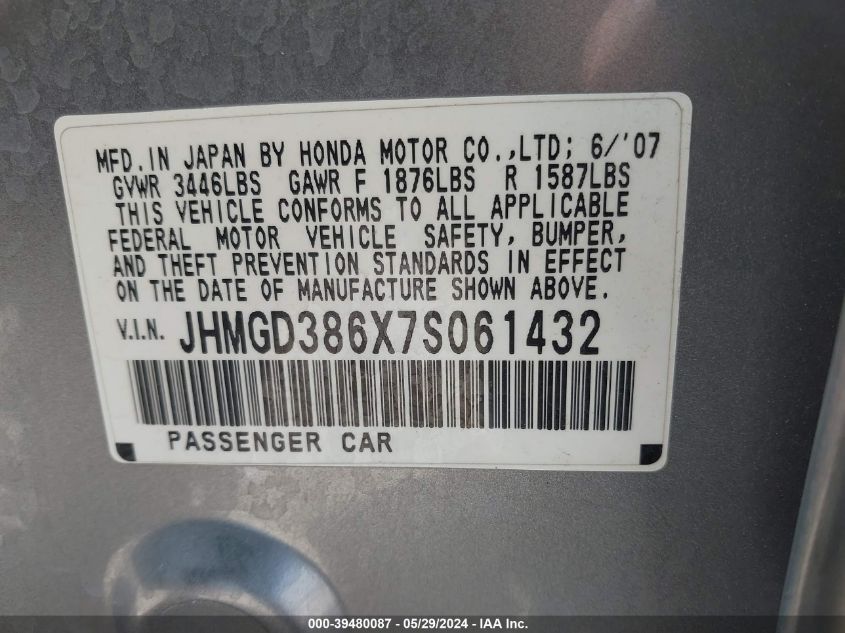 MFD.IN JAPAN BY HONDA MOTOR CO.,LTD; 6/'07
GVWR 3446LBS GAWR F 1876LBS R 1587LBS
THIS VEHICLE CONFORMS TO ALL APPLICABLE
FEDERAL MOTOR VEHICLE SAFETY, BUMPER,
AND THEFT PREVENTION STANDARDS IN EFFECT
ON THE DATE OF MANUFACTURE SHOWN ABOVE.
V.I.N. JHMGD386X7S061432
PASSENGER CAR
000-39480087 - 05/29/2024 - IAA Inc.